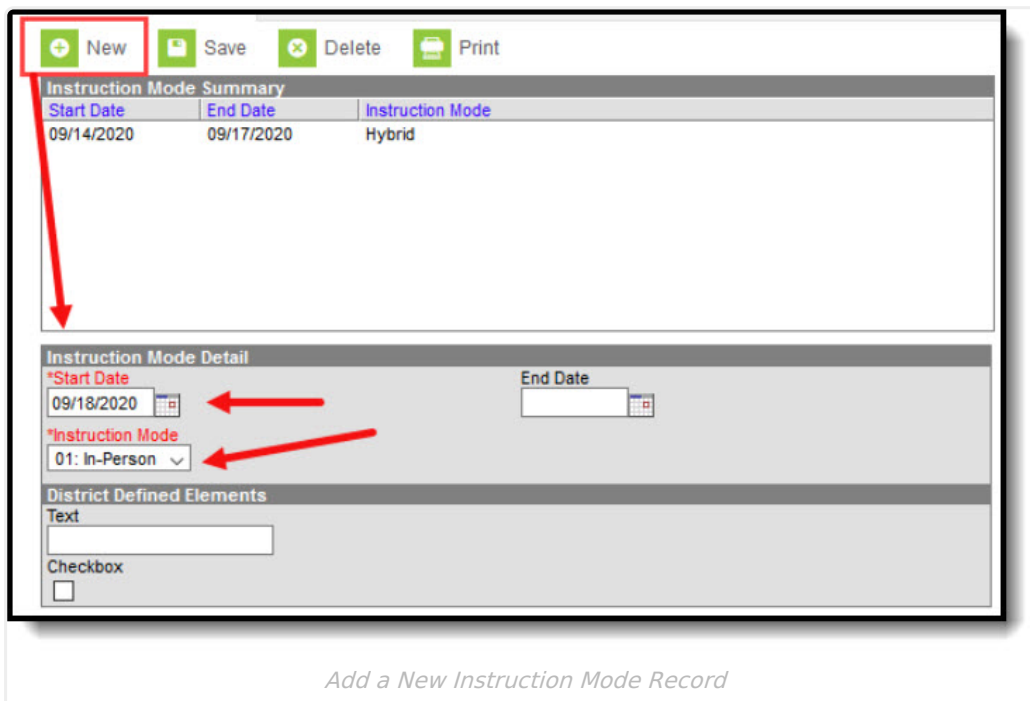 New Save Delete Print
Instruction Mode Summary
Start Date End Date Instruction Mode
09/14/2020 09/17/2020 Hybrid
Instruction Mode Detail
*Start Date End Date
09/18/2020
*Instruction Mode
01: In-Person
District Defined Elements
Text
Checkbox
Add a New Instruction Mode Record